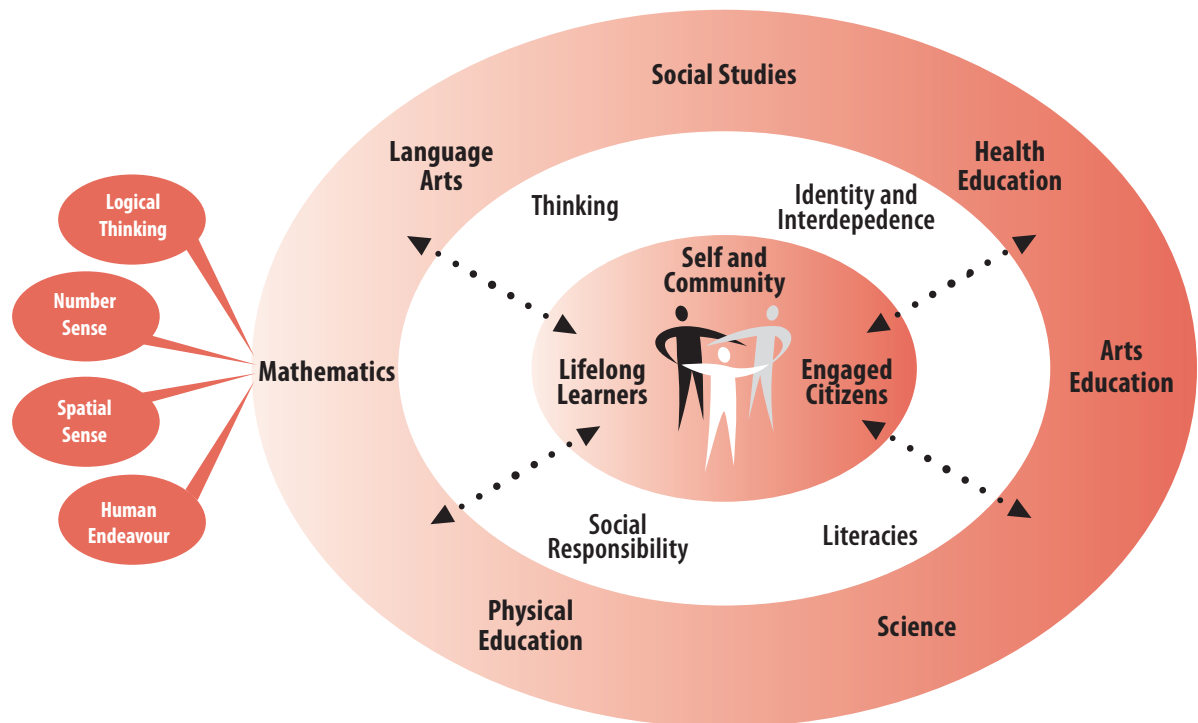 Social Studies
Language
Arts
Health
Education
Thinking
Identity and
Interdepedence
Logical
Thinking
Self and
Community
Number
Sense
Mathematics
Lifelong
Learners
Engaged
Citizens
Arts
Education
Spatial
Sense
Human
Endeavour
Social
Responsibility
Literacies
Physical
Education
Science